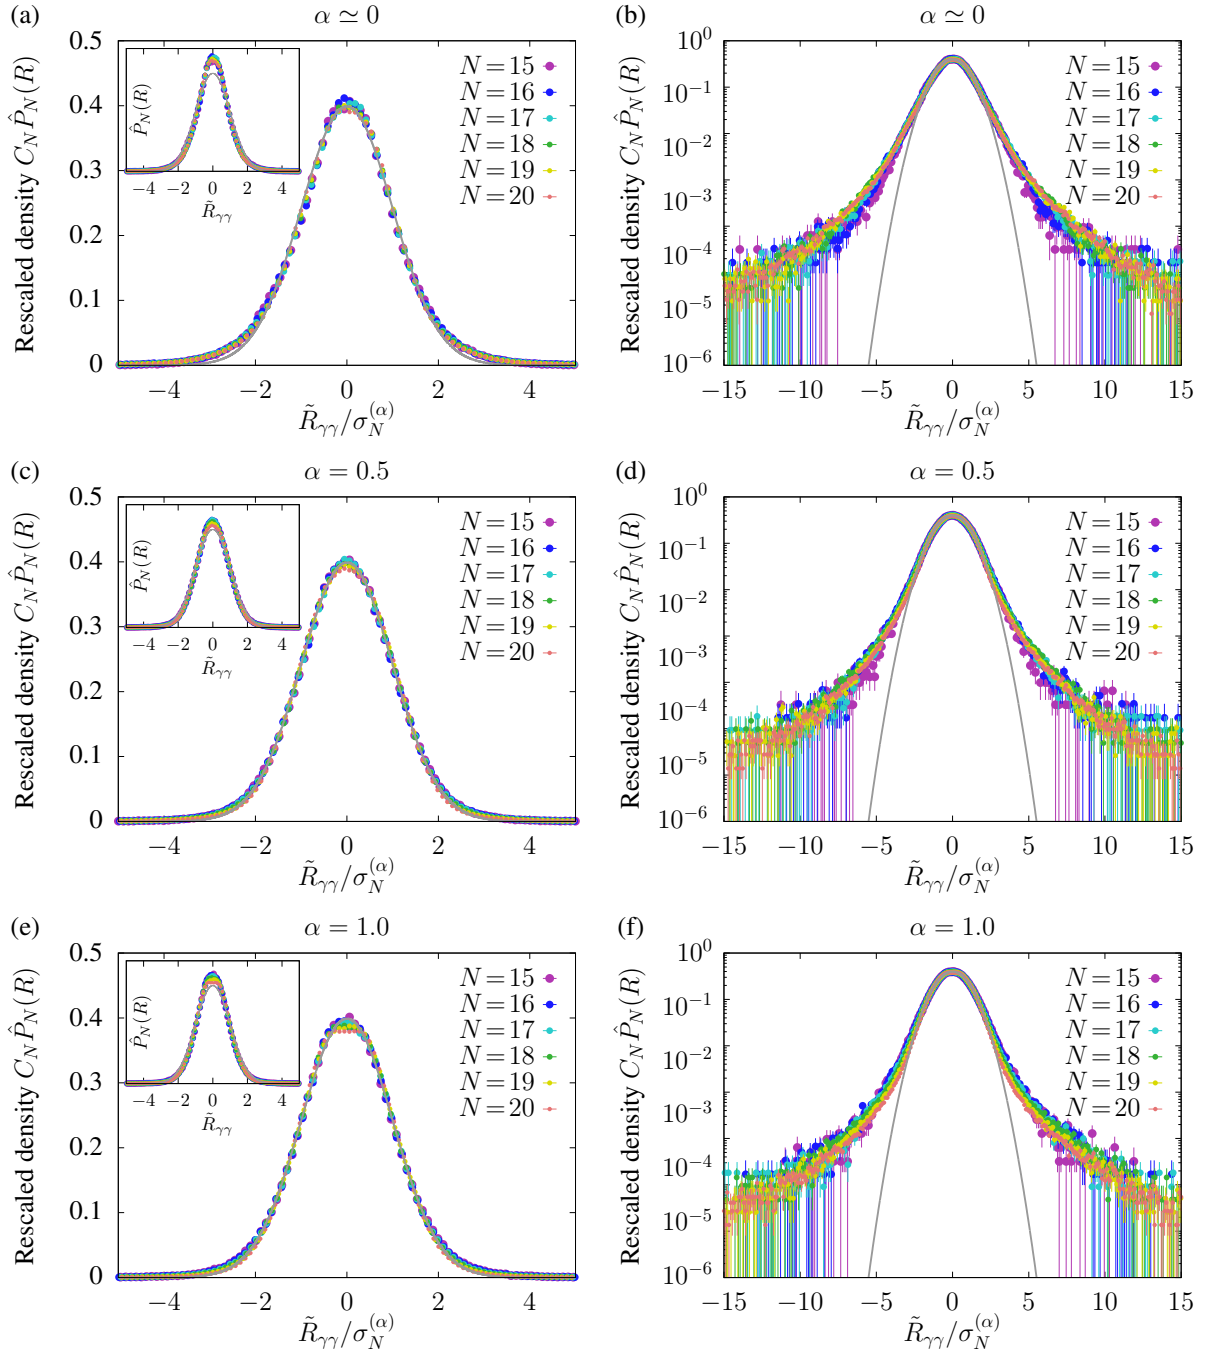 (a)
α ≃ 0
Rescaled density C_N P̂_N(R)
0.5
0.4
0.3
0.2
0.1
0
−4 −2 0 2 4
R̃_γγ/σ_N^(α)
N = 15
N = 16
N = 17
N = 18
N = 19
N = 20
P̂_N(R)
−4 −2 0 2 4
R̃_γγ
(b)
α ≃ 0
Rescaled density C_N P̂_N(R)
10^0
10^−1
10^−2
10^−3
10^−4
10^−5
10^−6
−15 −10 −5 0 5 10 15
R̃_γγ/σ_N^(α)
N = 15
N = 16
N = 17
N = 18
N = 19
N = 20
(c)
α = 0.5
Rescaled density C_N P̂_N(R)
0.5
0.4
0.3
0.2
0.1
0
−4 −2 0 2 4
R̃_γγ/σ_N^(α)
N = 15
N = 16
N = 17
N = 18
N = 19
N = 20
P̂_N(R)
−4 −2 0 2 4
R̃_γγ
(d)
α = 0.5
Rescaled density C_N P̂_N(R)
10^0
10^−1
10^−2
10^−3
10^−4
10^−5
10^−6
−15 −10 −5 0 5 10 15
R̃_γγ/σ_N^(α)
N = 15
N = 16
N = 17
N = 18
N = 19
N = 20
(e)
α = 1.0
Rescaled density C_N P̂_N(R)
0.5
0.4
0.3
0.2
0.1
0
−4 −2 0 2 4
R̃_γγ/σ_N^(α)
N = 15
N = 16
N = 17
N = 18
N = 19
N = 20
P̂_N(R)
−4 −2 0 2 4
R̃_γγ
(f)
α = 1.0
Rescaled density C_N P̂_N(R)
10^0
10^−1
10^−2
10^−3
10^−4
10^−5
10^−6
−15 −10 −5 0 5 10 15
R̃_γγ/σ_N^(α)
N = 15
N = 16
N = 17
N = 18
N = 19
N = 20